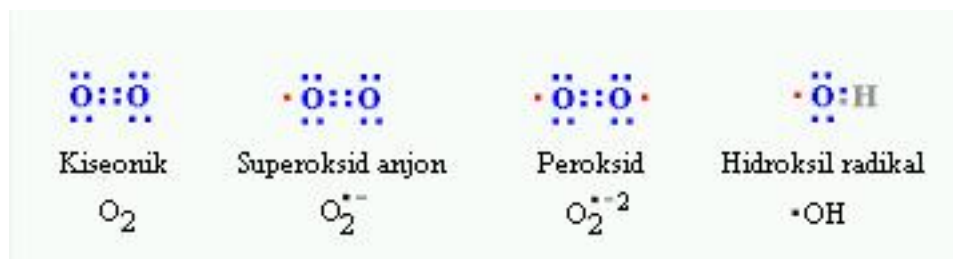 O::O ·O::O ·O::O· ·O:H
Kiseonik Superoksid anjon Peroksid Hidroksil radikal
O₂ O₂•⁻ O₂•⁻² •OH